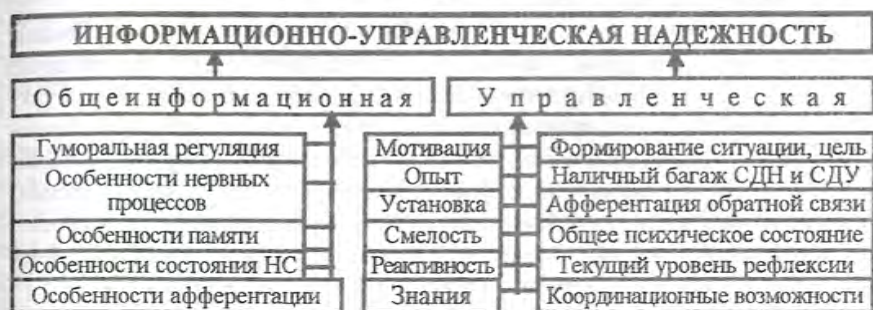 ИНФОРМАЦИОННО-УПРАВЛЕНЧЕСКАЯ НАДЕЖНОСТЬ
Общеинформационная
Управленческая
Гуморальная регуляция
Особенности нервных
процессов
Особенности памяти
Особенности состояния НС
Особенности афферентации
Мотивация
Опыт
Установка
Смелость
Реактивность
Знания
Формирование ситуации, цель
Наличный багаж СДН и СДУ
Афферентация обратной связи
Общее психическое состояние
Текущий уровень рефлексии
Координационные возможности